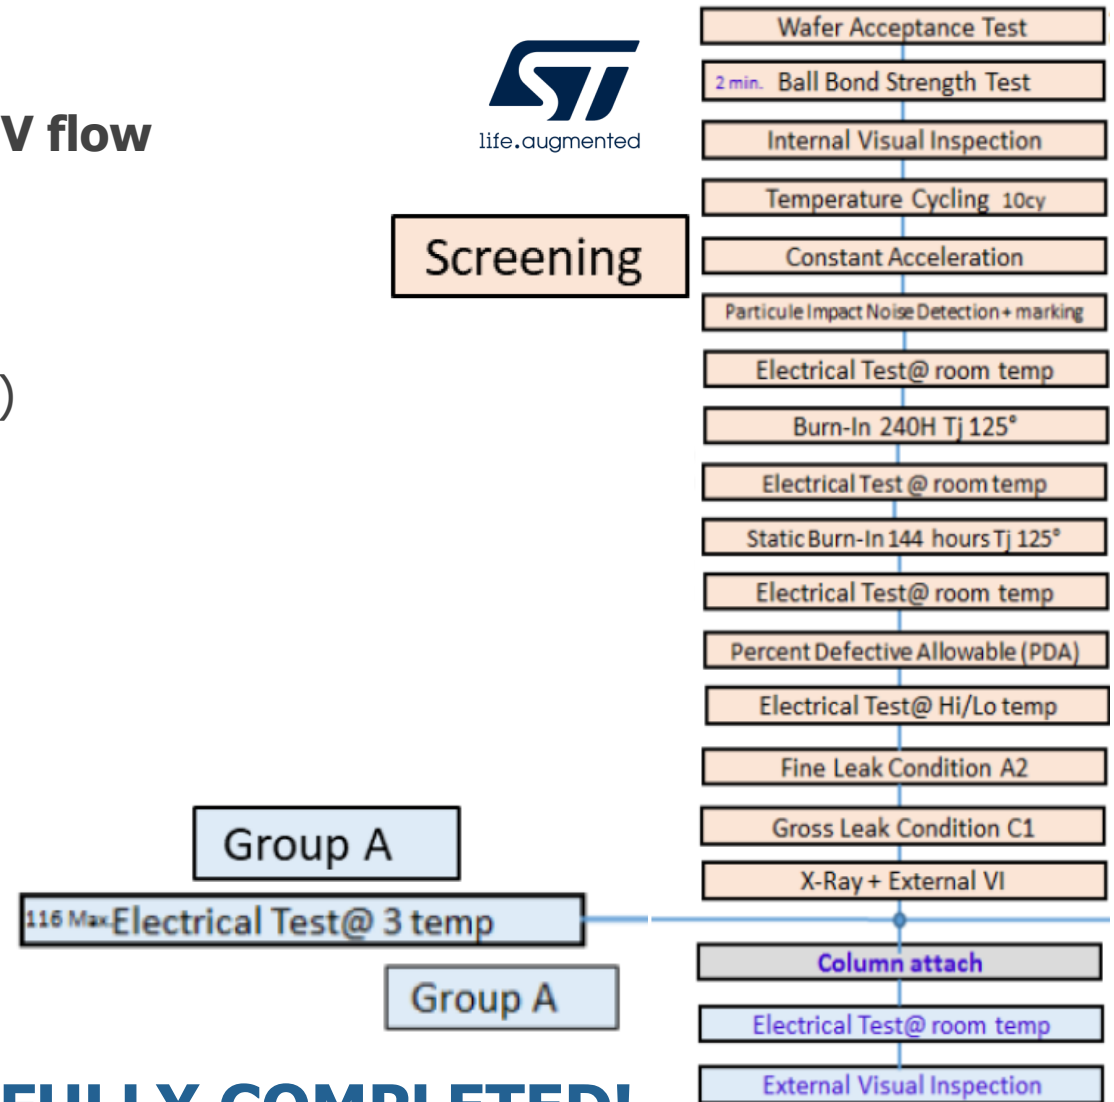 V flow
ST
life.augmented
)
Screening
Wafer Acceptance Test
2 min. Ball Bond Strength Test
Internal Visual Inspection
Temperature Cycling 10cy
Constant Acceleration
Particule Impact Noise Detection + marking
Electrical Test@ room temp
Burn-In 240H Tj 125°
Electrical Test @ room temp
Static Burn-In 144 hours Tj 125°
Electrical Test@ room temp
Percent Defective Allowable (PDA)
Electrical Test@ Hi/Lo temp
Fine Leak Condition A2
Gross Leak Condition C1
X-Ray + External VI
Group A
116 Max. Electrical Test@ 3 temp
Group A
Column attach
Electrical Test@ room temp
External Visual Inspection
FULLY COMPLETED!